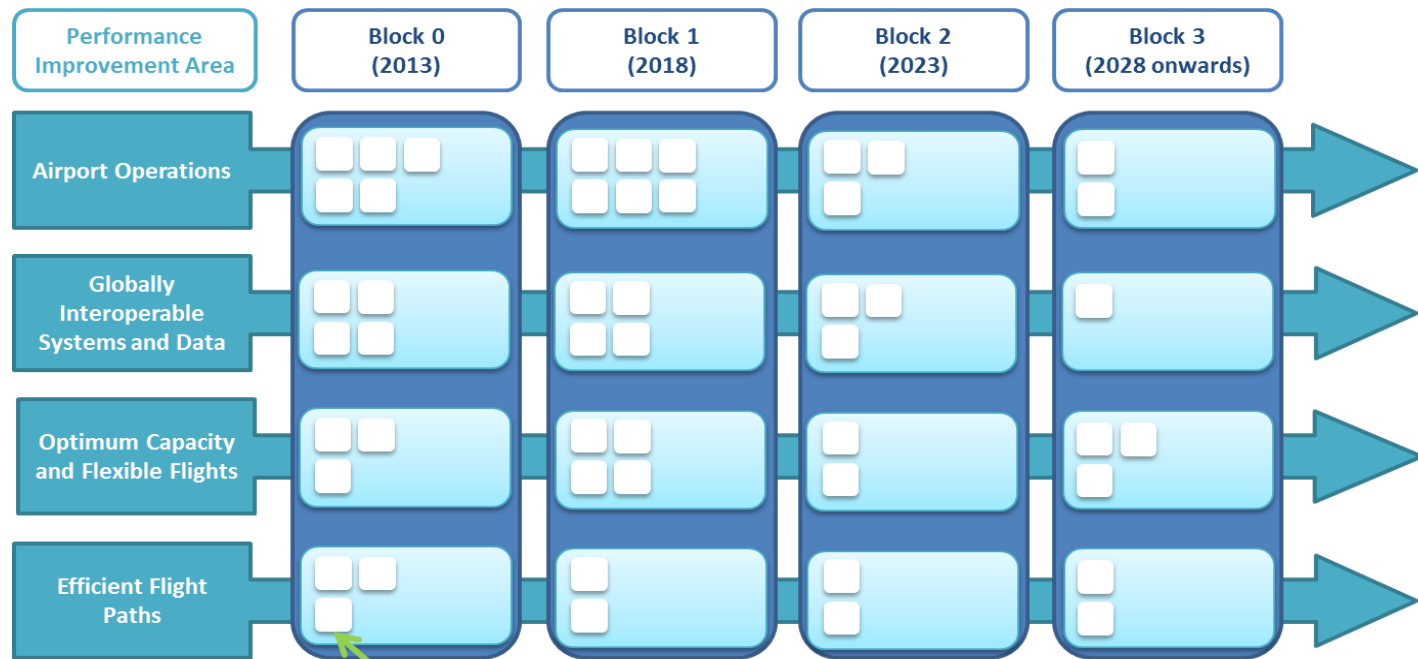 Performance
Improvement Area
Block 0
(2013)
Block 1
(2018)
Block 2
(2023)
Block 3
(2028 onwards)
Airport Operations
Globally
Interoperable
Systems and Data
Optimum Capacity
and Flexible Flights
Efficient Flight
Paths